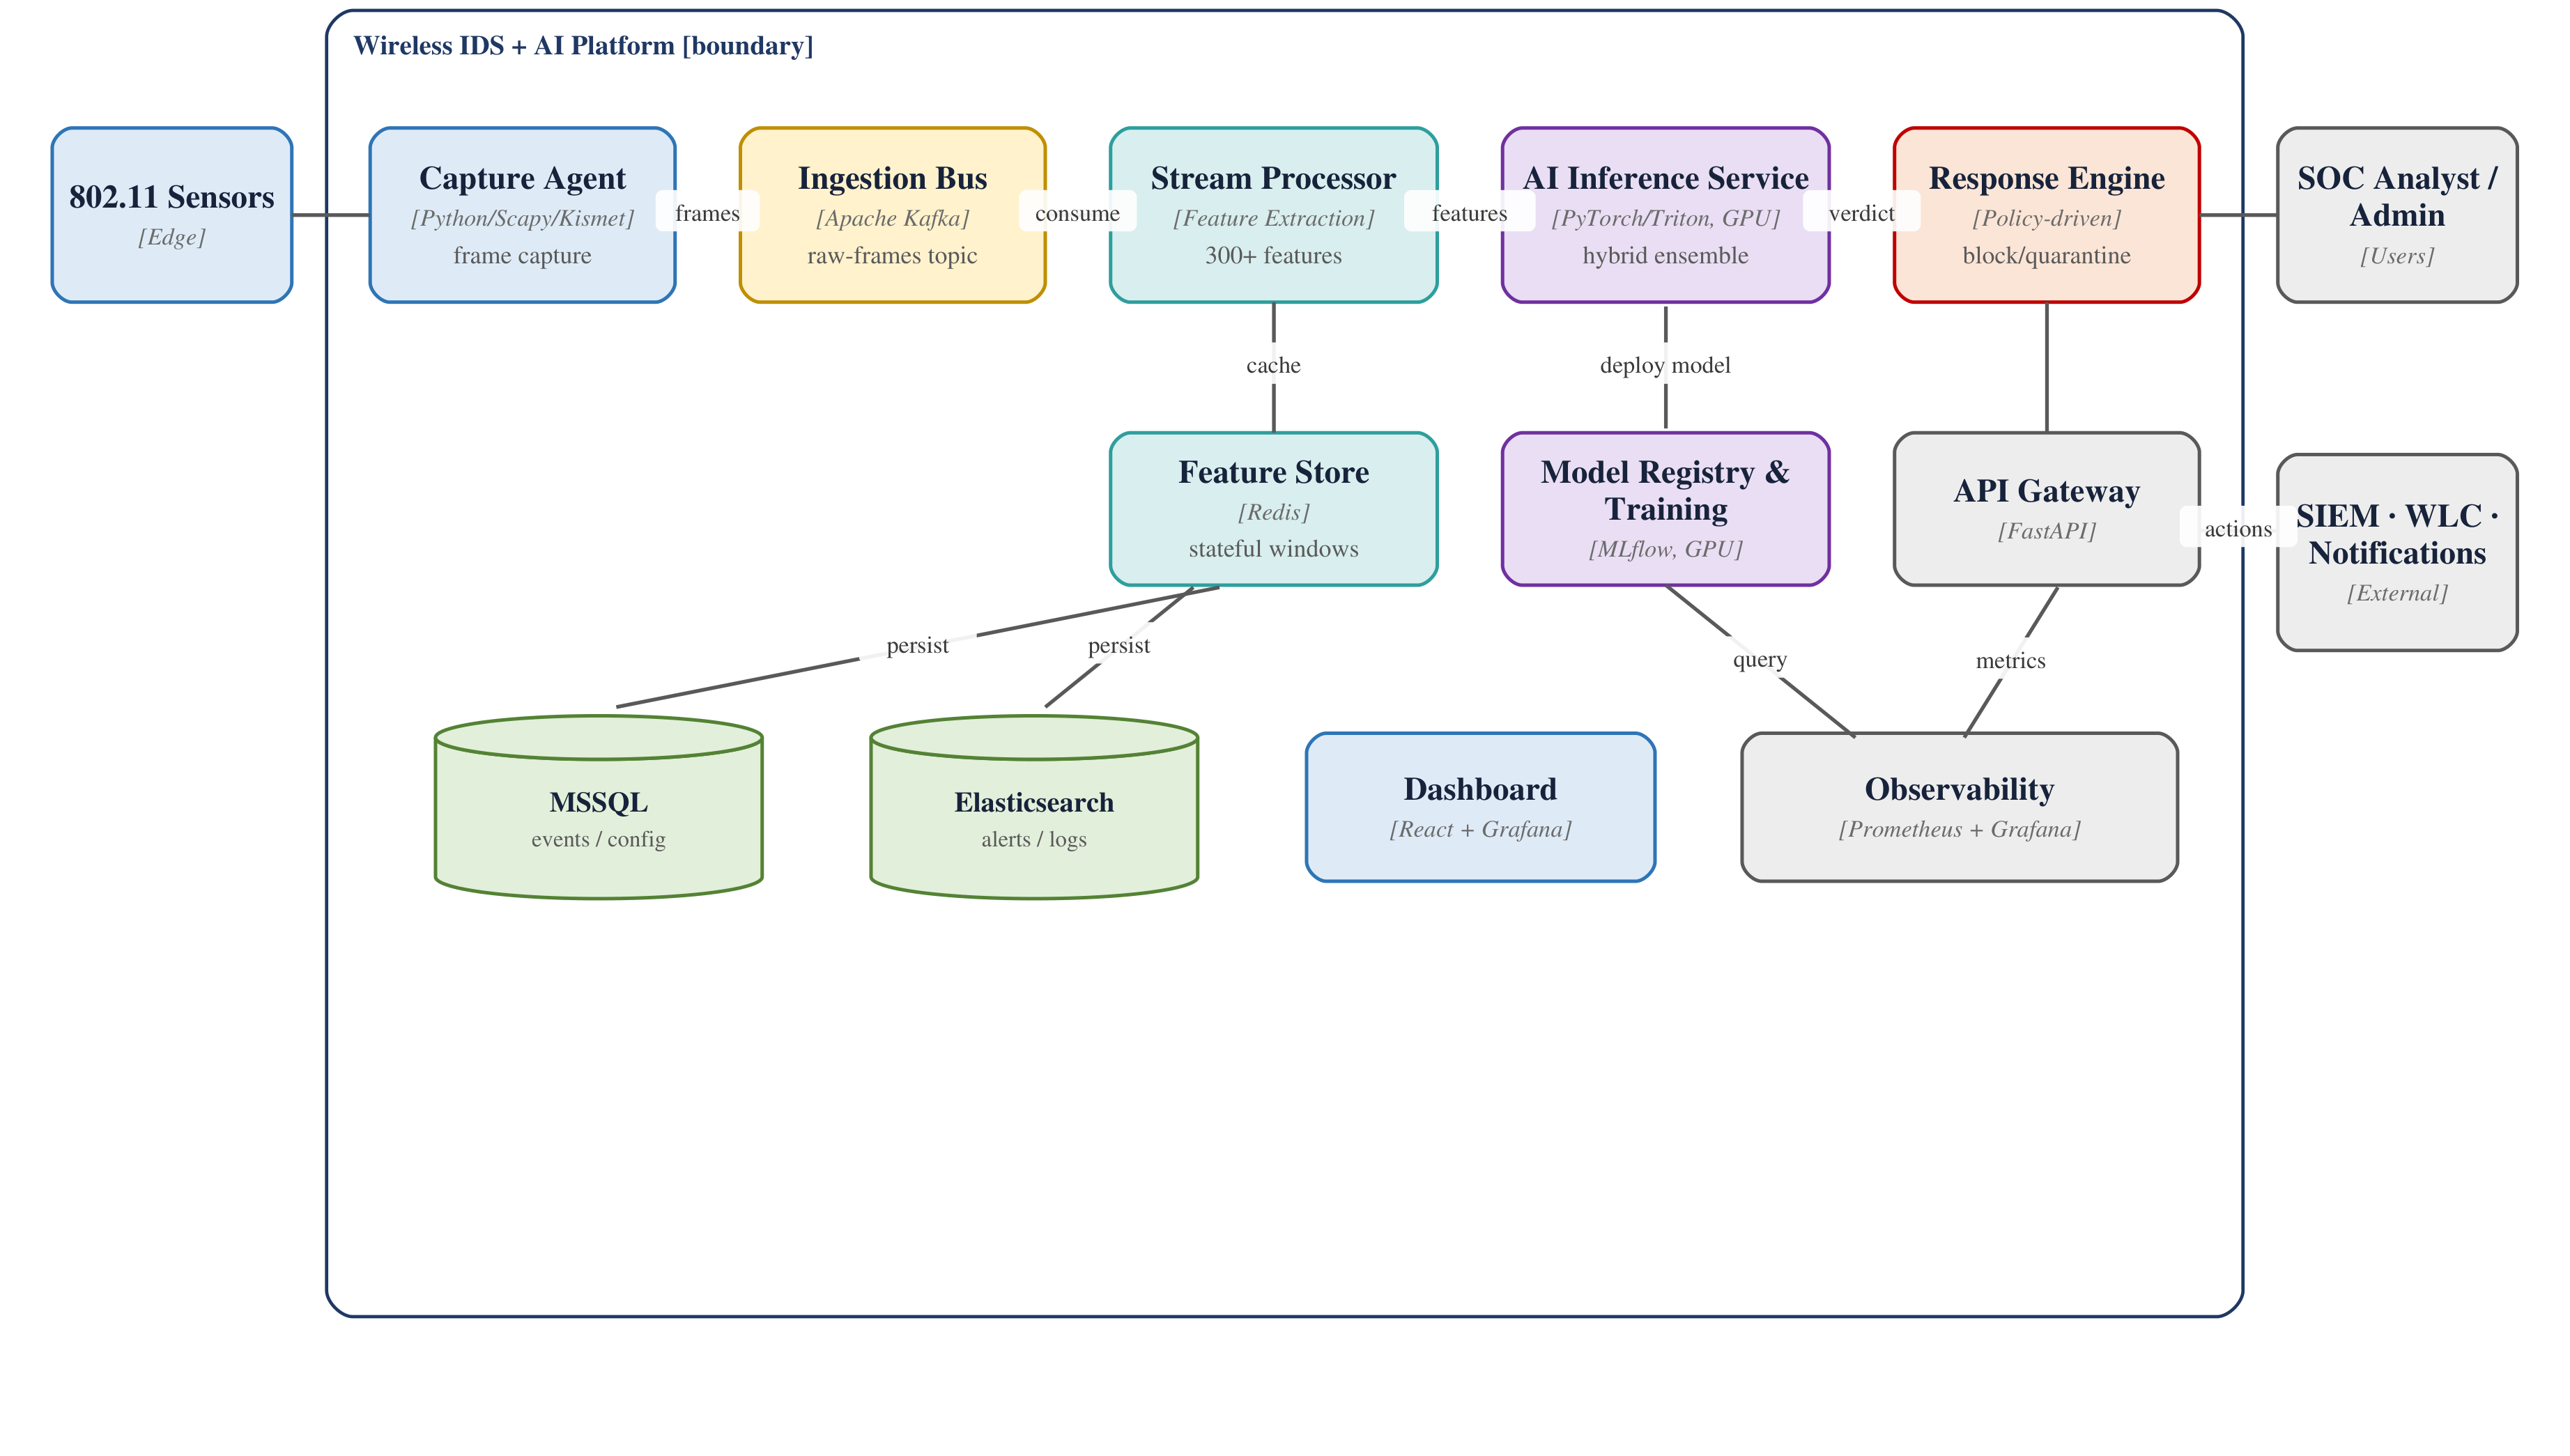 Wireless IDS + AI Platform [boundary]
802.11 Sensors
[Edge]
Capture Agent
[Python/Scapy/Kismet]
frame capture
frames
Ingestion Bus
[Apache Kafka]
raw-frames topic
consume
Stream Processor
[Feature Extraction]
300+ features
features
AI Inference Service
[PyTorch/Triton, GPU]
hybrid ensemble
verdict
Response Engine
[Policy-driven]
block/quarantine
SOC Analyst /
Admin
[Users]
cache
deploy model
Feature Store
[Redis]
stateful windows
Model Registry &
Training
[MLflow, GPU]
API Gateway
[FastAPI]
actions
SIEM · WLC ·
Notifications
[External]
persist
persist
query
metrics
MSSQL
events / config
Elasticsearch
alerts / logs
Dashboard
[React + Grafana]
Observability
[Prometheus + Grafana]